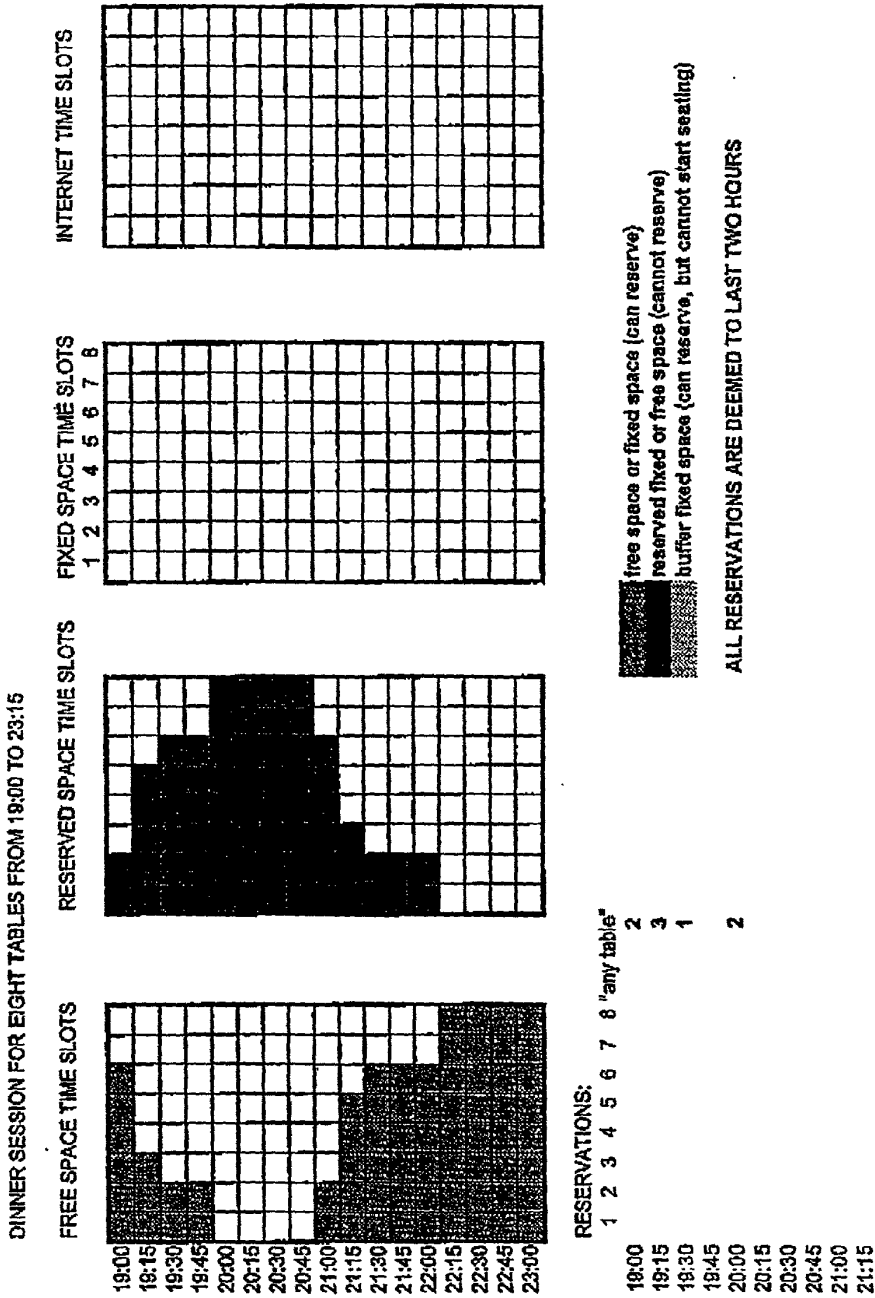 DINNER SESSION FOR EIGHT TABLES FROM 19:00 TO 23:15
FREE SPACE TIME SLOTS
RESERVED SPACE TIME SLOTS
FIXED SPACE TIME SLOTS
INTERNET TIME SLOTS
1 2 3 4 5 6 7 8
19:00
19:15
19:30
19:45
20:00
20:15
20:30
20:45
21:00
21:15
21:30
21:45
22:00
22:15
22:30
22:45
23:00
RESERVATIONS:
1 2 3 4 5 6 7 8 "any table"
19:00 2
19:15 3
19:30 1
19:45
20:00 2
20:15
20:30
20:45
21:00
21:15
free space or fixed space (can reserve)
reserved fixed or free space (cannot reserve)
buffer fixed space (can reserve, but cannot start seating)
ALL RESERVATIONS ARE DEEMED TO LAST TWO HOURS